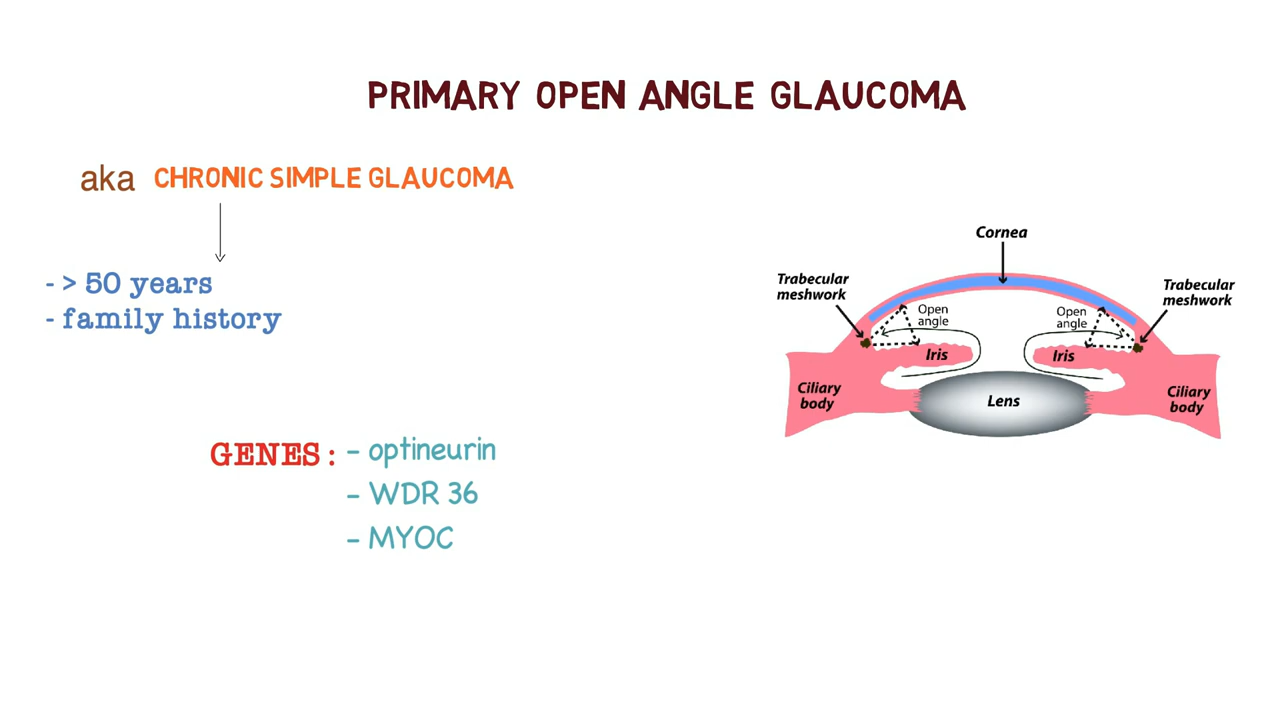 PRIMARY OPEN ANGLE GLAUCOMA
aka CHRONIC SIMPLE GLAUCOMA
- > 50 years
- family history
GENES : - optineurin
- WDR 36
- MYOC
Cornea
Trabecular
meshwork
Trabecular
meshwork
Open
angle
Open
angle
Iris
Iris
Ciliary
body
Lens
Ciliary
body